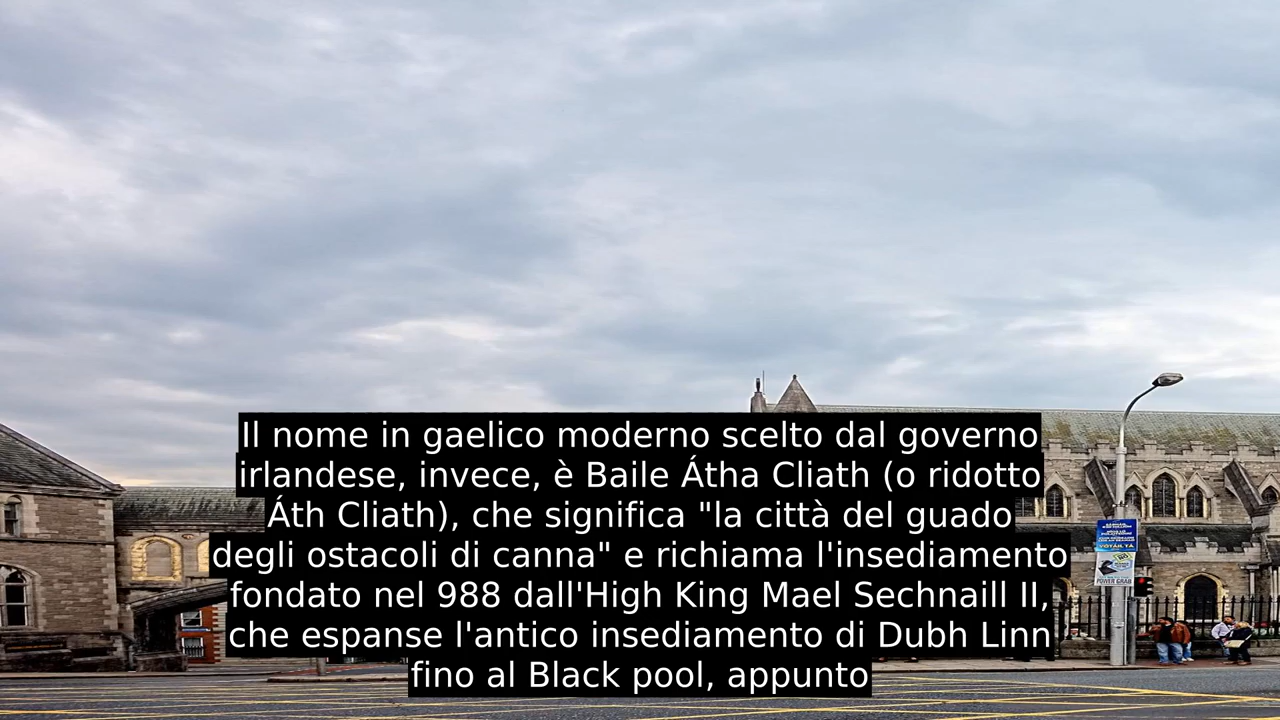 Il nome in gaelico moderno scelto dal governo
irlandese, invece, è Baile Átha Cliath (o ridotto
Áth Cliath), che significa "la città del guado
degli ostacoli di canna" e richiama l'insediamento
fondato nel 988 dall'High King Mael Sechnaill II,
che espanse l'antico insediamento di Dubh Linn
fino al Black pool, appunto
POWER GRAB